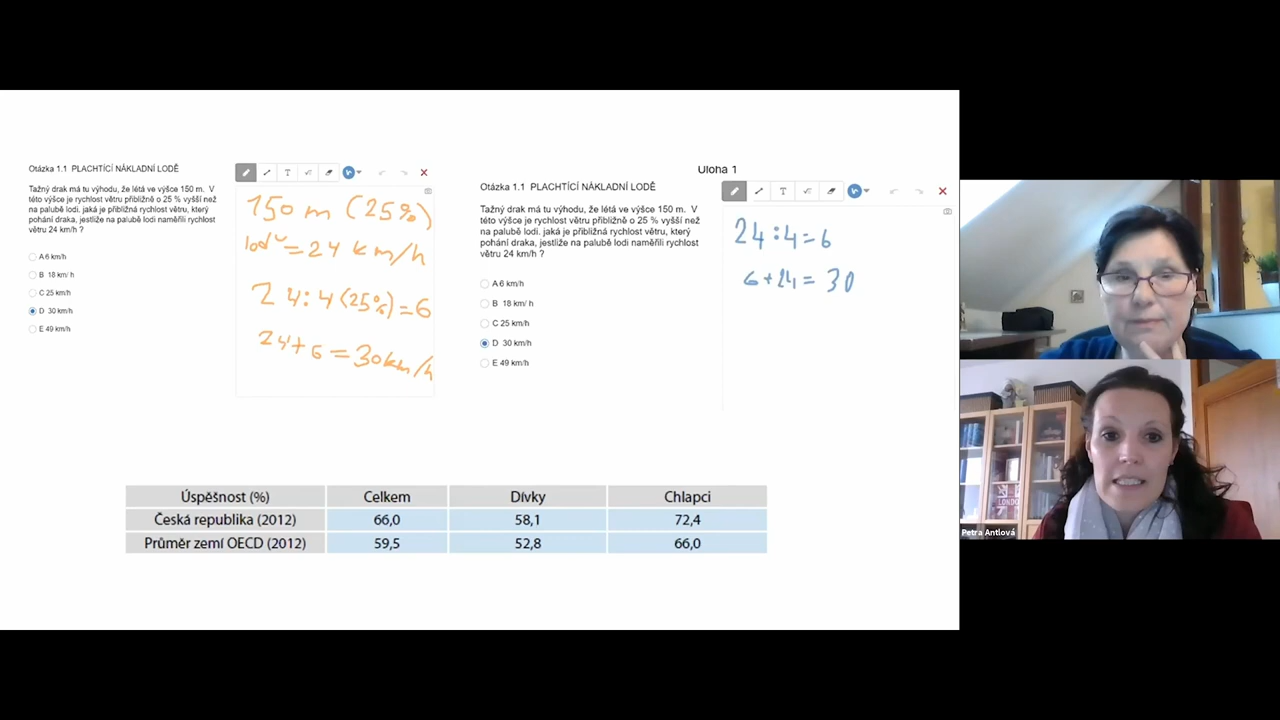 Otázka 1.1 PLACHTÍCÍ NÁKLADNÍ LODĚ
Tažný drak má tu výhodu, že létá ve výšce 150 m. V
této výšce je rychlost větru přibližně o 25 % vyšší než
na palubě lodi. jaká je přibližná rychlost větru, který
pohání draka, jestliže na palubě lodi naměřili rychlost
větru 24 km/h ?
A 6 km/h
B 18 km/ h
C 25 km/h
D 30 km/h
E 49 km/h
150 m (25%)
loď = 24 km/h
24:4(25%)=6
24+6=30km/h
Úloha 1
Otázka 1.1 PLACHTÍCÍ NÁKLADNÍ LODĚ
Tažný drak má tu výhodu, že létá ve výšce 150 m. V
této výšce je rychlost větru přibližně o 25 % vyšší než
na palubě lodi. jaká je přibližná rychlost větru, který
pohání draka, jestliže na palubě lodi naměřili rychlost
větru 24 km/h ?
A 6 km/h
B 18 km/ h
C 25 km/h
D 30 km/h
E 49 km/h
24:4=6
6+24=30
Úspěšnost (%) Celkem Dívky Chlapci
Česká republika (2012) 66,0 58,1 72,4
Průměr zemí OECD (2012) 59,5 52,8 66,0
LONDON
Petra Antlová